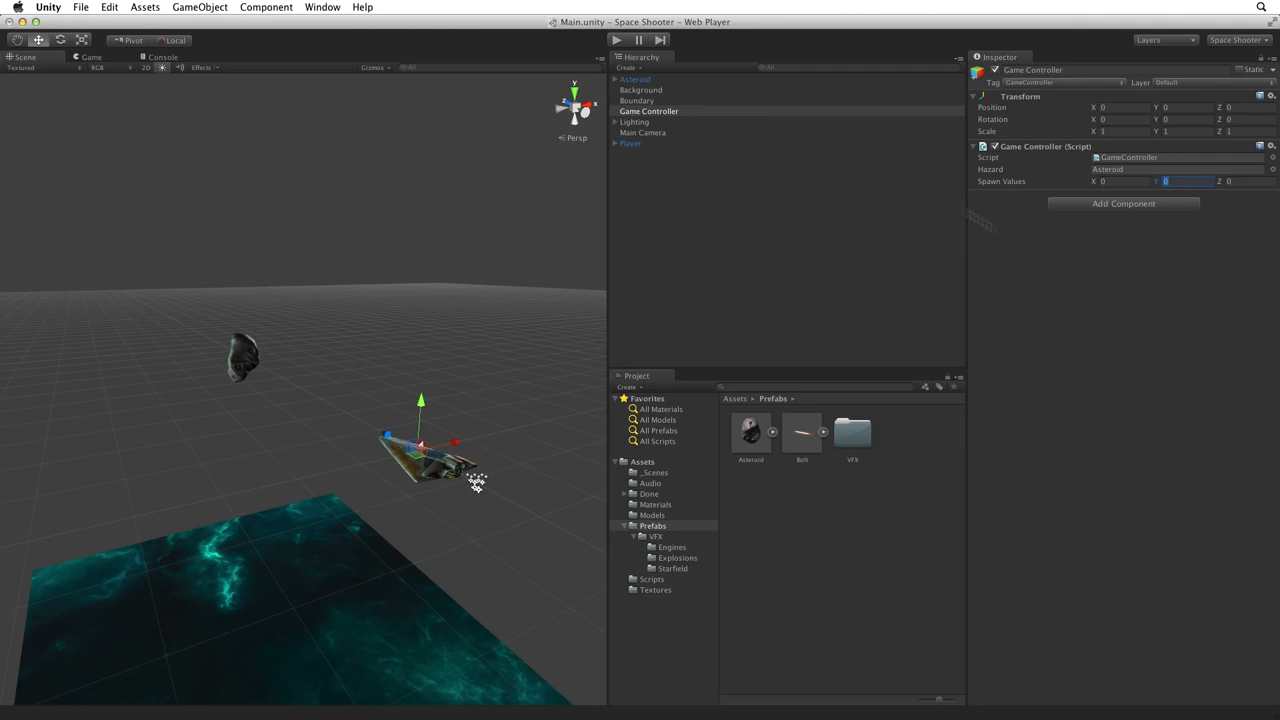 Unity File Edit Assets GameObject Component Window Help
Main.unity – Space Shooter – Web Player
Pivot Local
Layers Space Shooter
Scene Game Console
Textured RGB 2D Effects Gizmos All
y
z x
Persp
Hierarchy
Create All
Asteroid
Background
Boundary
Game Controller
Lighting
Main Camera
Player
Project
Create
Favorites
All Materials
All Models
All Prefabs
All Scripts
Assets
_Scenes
Audio
Done
Materials
Models
Prefabs
VFX
Engines
Explosions
Starfield
Scripts
Textures
Assets Prefabs
Asteroid Bolt VFX
Inspector
Game Controller Static
Tag GameController Layer Default
Transform
Position X 0 Y 0 Z 0
Rotation X 0 Y 0 Z 0
Scale X 1 Y 1 Z 1
Game Controller (Script)
Script GameController
Hazard Asteroid
Spawn Values X 0 Y 0 Z 0
Add Component